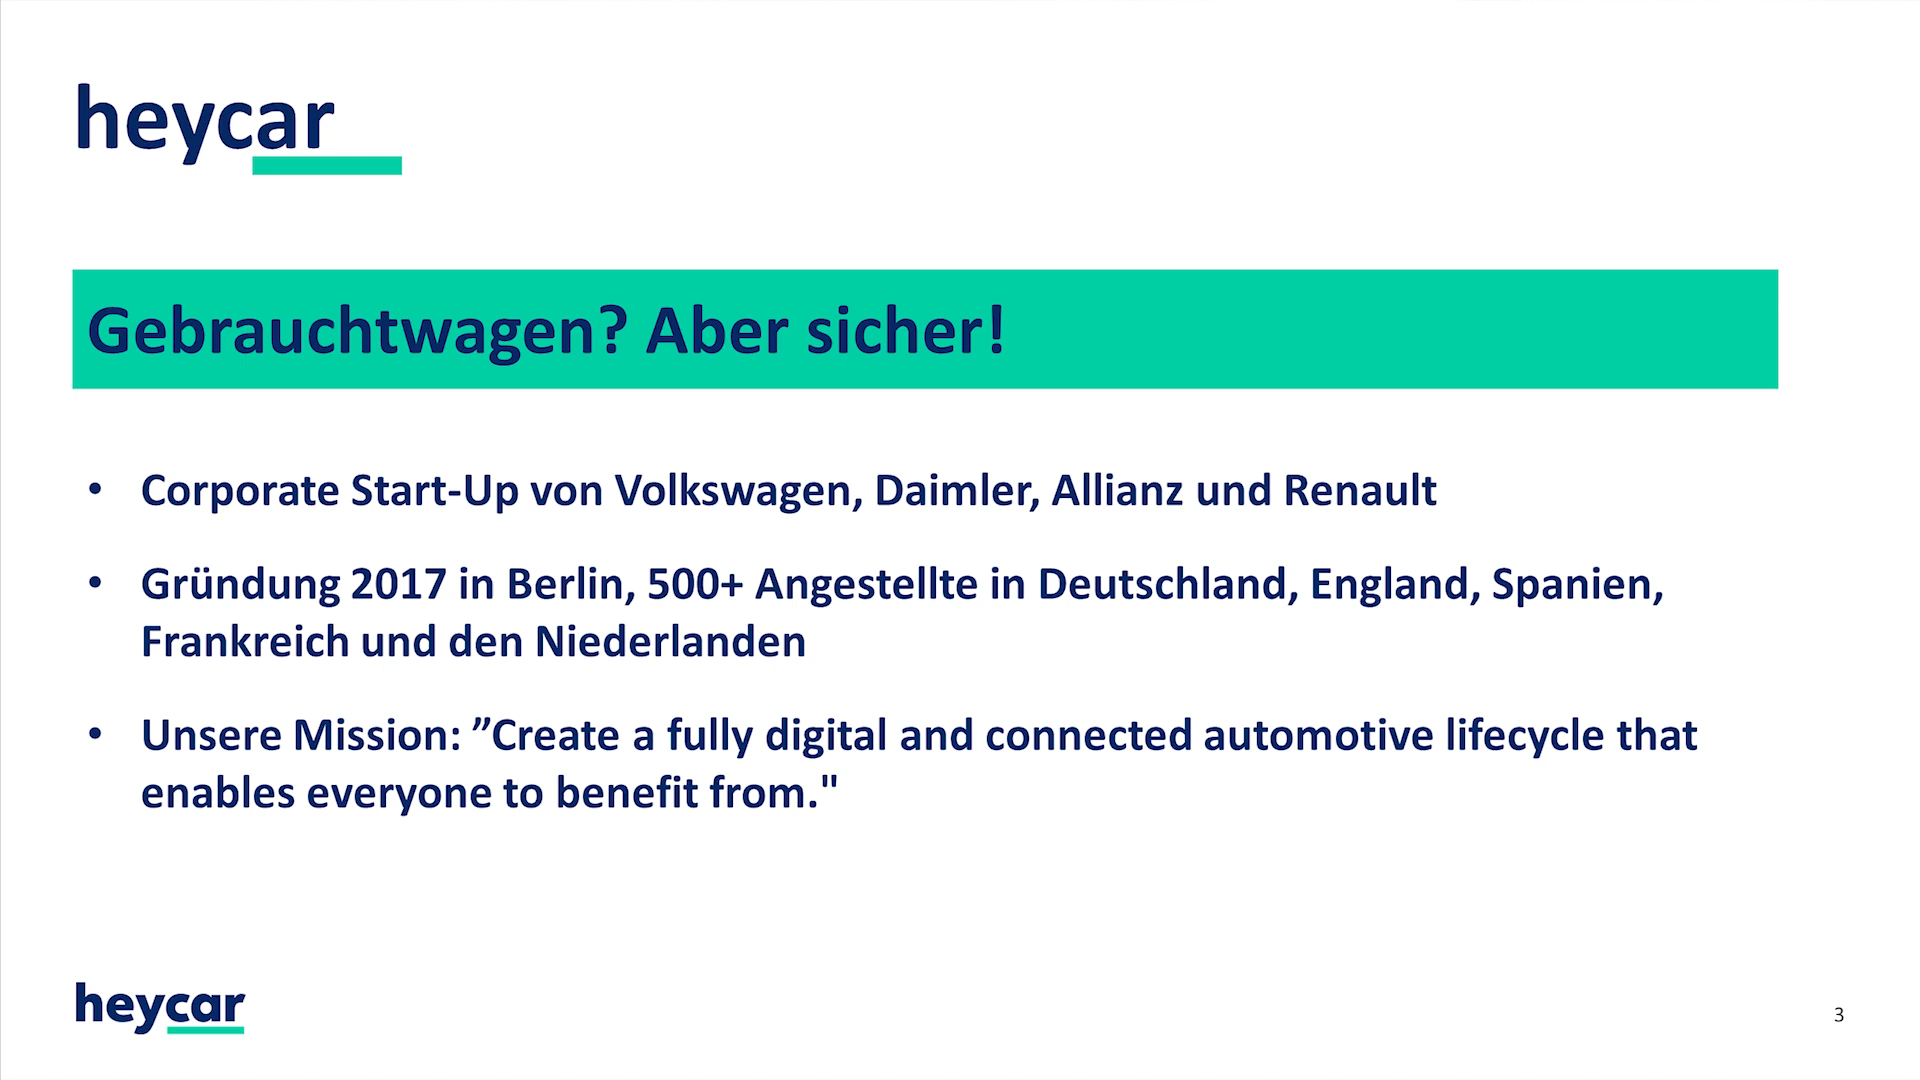 heycar
Gebrauchtwagen? Aber sicher!
• Corporate Start-Up von Volkswagen, Daimler, Allianz und Renault
• Gründung 2017 in Berlin, 500+ Angestellte in Deutschland, England, Spanien,
Frankreich und den Niederlanden
• Unsere Mission: ”Create a fully digital and connected automotive lifecycle that
enables everyone to benefit from."
heycar
3